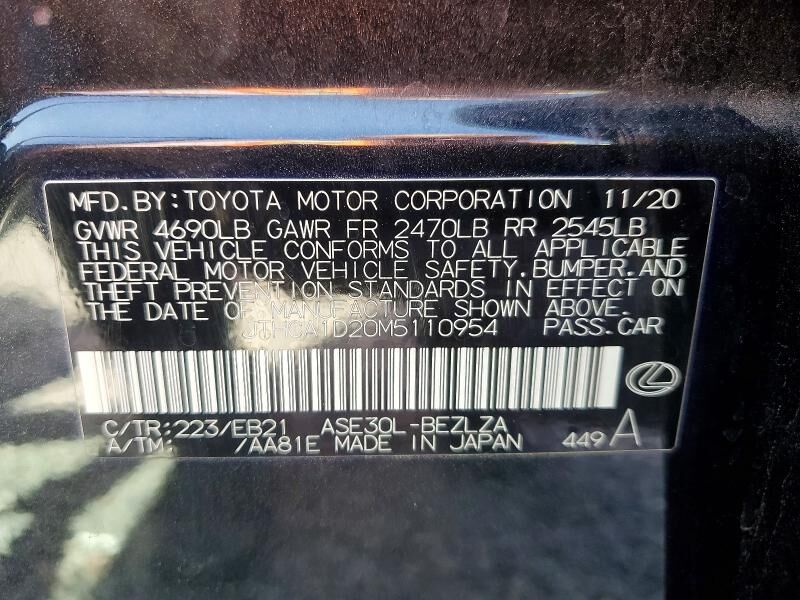 MFD.BY:TOYOTA MOTOR CORPORATION 11/20
GVWR 4690LB GAWR FR 2470LB RR 2545LB
THIS VEHICLE CONFORMS TO ALL APPLICABLE
FEDERAL MOTOR VEHICLE SAFETY.BUMPER.AND
THEFT PREVENTION STANDARDS IN EFFECT ON
THE DATE OF MANUFACTURE SHOWN ABOVE.
JTHGA1D20M5110954 PASS.CAR
C/TR:223/EB21 ASE30L-BEZLZA
A/TM: /AA81E MADE IN JAPAN 449 A